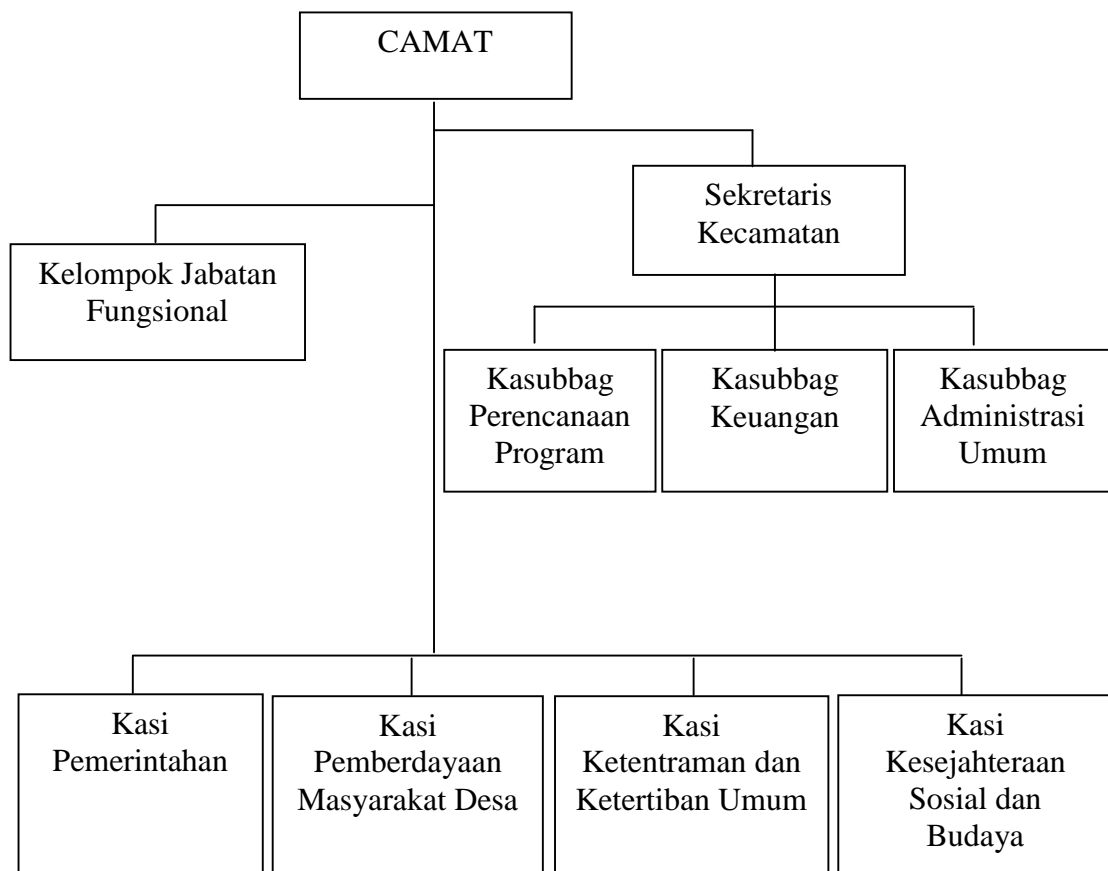 CAMAT
Sekretaris
Kecamatan
Kelompok Jabatan
Fungsional
Kasubbag
Perencanaan
Program
Kasubbag
Keuangan
Kasubbag
Administrasi
Umum
Kasi
Pemerintahan
Kasi
Pemberdayaan
Masyarakat Desa
Kasi
Ketentraman dan
Ketertiban Umum
Kasi
Kesejahteraan
Sosial dan
Budaya